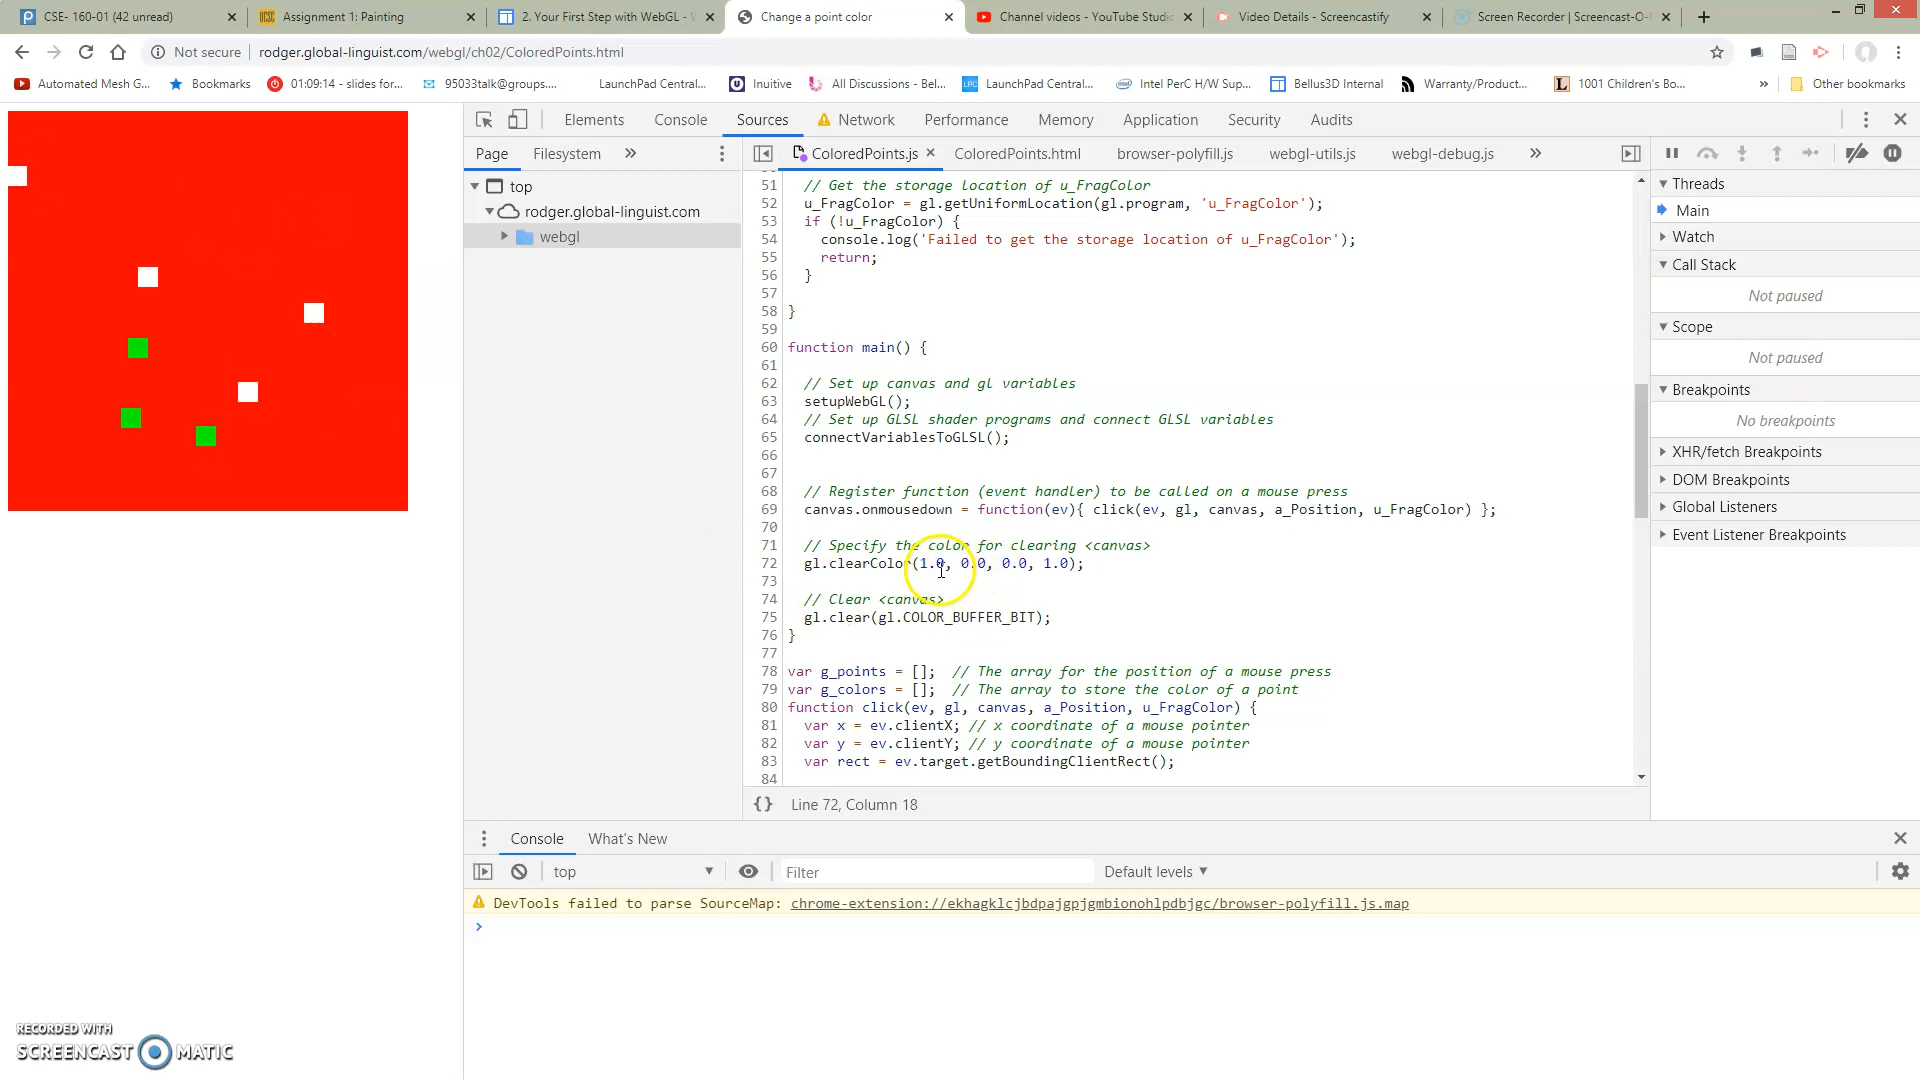 CSE- 160-01 (42 unread)
Assignment 1: Painting
2. Your First Step with WebGL - W
Change a point color
Channel videos - YouTube Studio
Video Details - Screencastify
Screen Recorder | Screencast-O-M
Not secure
rodger.global-linguist.com/webgl/ch02/ColoredPoints.html
Automated Mesh G...
Bookmarks
01:09:14 - slides for...
95033talk@groups....
LaunchPad Central...
Inuitive
All Discussions - Bel...
LPC
LaunchPad Central...
Intel PerC H/W Sup...
Bellus3D Internal
Warranty/Product...
1001 Children's Bo...
»
Other bookmarks
Elements
Console
Sources
Network
Performance
Memory
Application
Security
Audits
Page
Filesystem
»
ColoredPoints.js
ColoredPoints.html
browser-polyfill.js
webgl-utils.js
webgl-debug.js
»
top
rodger.global-linguist.com
webgl
51 // Get the storage location of u_FragColor
52 u_FragColor = gl.getUniformLocation(gl.program, 'u_FragColor');
53 if (!u_FragColor) {
54 console.log('Failed to get the storage location of u_FragColor');
55 return;
56 }
57
58 }
59
60 function main() {
61
62 // Set up canvas and gl variables
63 setupWebGL();
64 // Set up GLSL shader programs and connect GLSL variables
65 connectVariablesToGLSL();
66
67
68 // Register function (event handler) to be called on a mouse press
69 canvas.onmousedown = function(ev){ click(ev, gl, canvas, a_Position, u_FragColor) };
70
71 // Specify the color for clearing <canvas>
72 gl.clearColor(1.0, 0.0, 0.0, 1.0);
73
74 // Clear <canvas>
75 gl.clear(gl.COLOR_BUFFER_BIT);
76 }
77
78 var g_points = []; // The array for the position of a mouse press
79 var g_colors = []; // The array to store the color of a point
80 function click(ev, gl, canvas, a_Position, u_FragColor) {
81 var x = ev.clientX; // x coordinate of a mouse pointer
82 var y = ev.clientY; // y coordinate of a mouse pointer
83 var rect = ev.target.getBoundingClientRect();
84
{} Line 72, Column 18
Threads
Main
Watch
Call Stack
Not paused
Scope
Not paused
Breakpoints
No breakpoints
XHR/fetch Breakpoints
DOM Breakpoints
Global Listeners
Event Listener Breakpoints
Console
What's New
top
Filter
Default levels
DevTools failed to parse SourceMap: chrome-extension://ekhagklcjbdpajgpjgmbionohlpdbjgc/browser-polyfill.js.map
RECORDED WITH
SCREENCAST MATIC